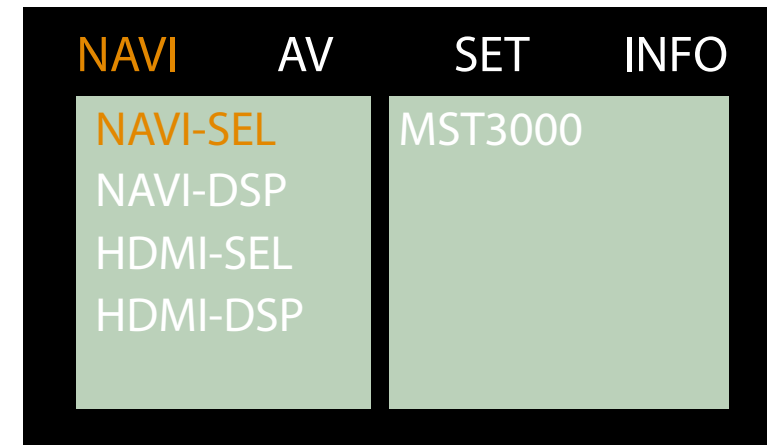 NAVI AV SET INFO
NAVI-SEL MST3000
NAVI-DSP
HDMI-SEL
HDMI-DSP